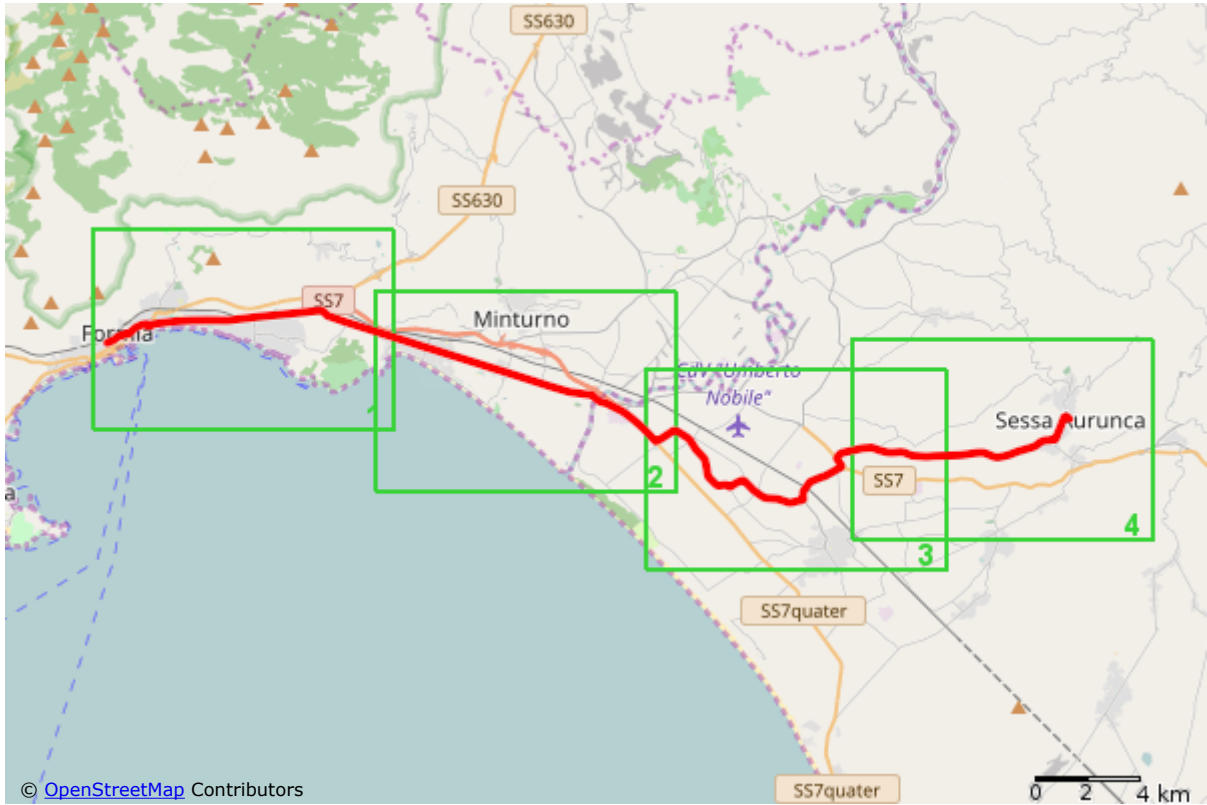 SS630
SS630
SS7
Formia
1
Minturno
2
CdV "Umberto
Nobile"
Sessa Aurunca
SS7
3
4
a
SS7quater
SS7quater
© OpenStreetMap Contributors
0 2 4 km